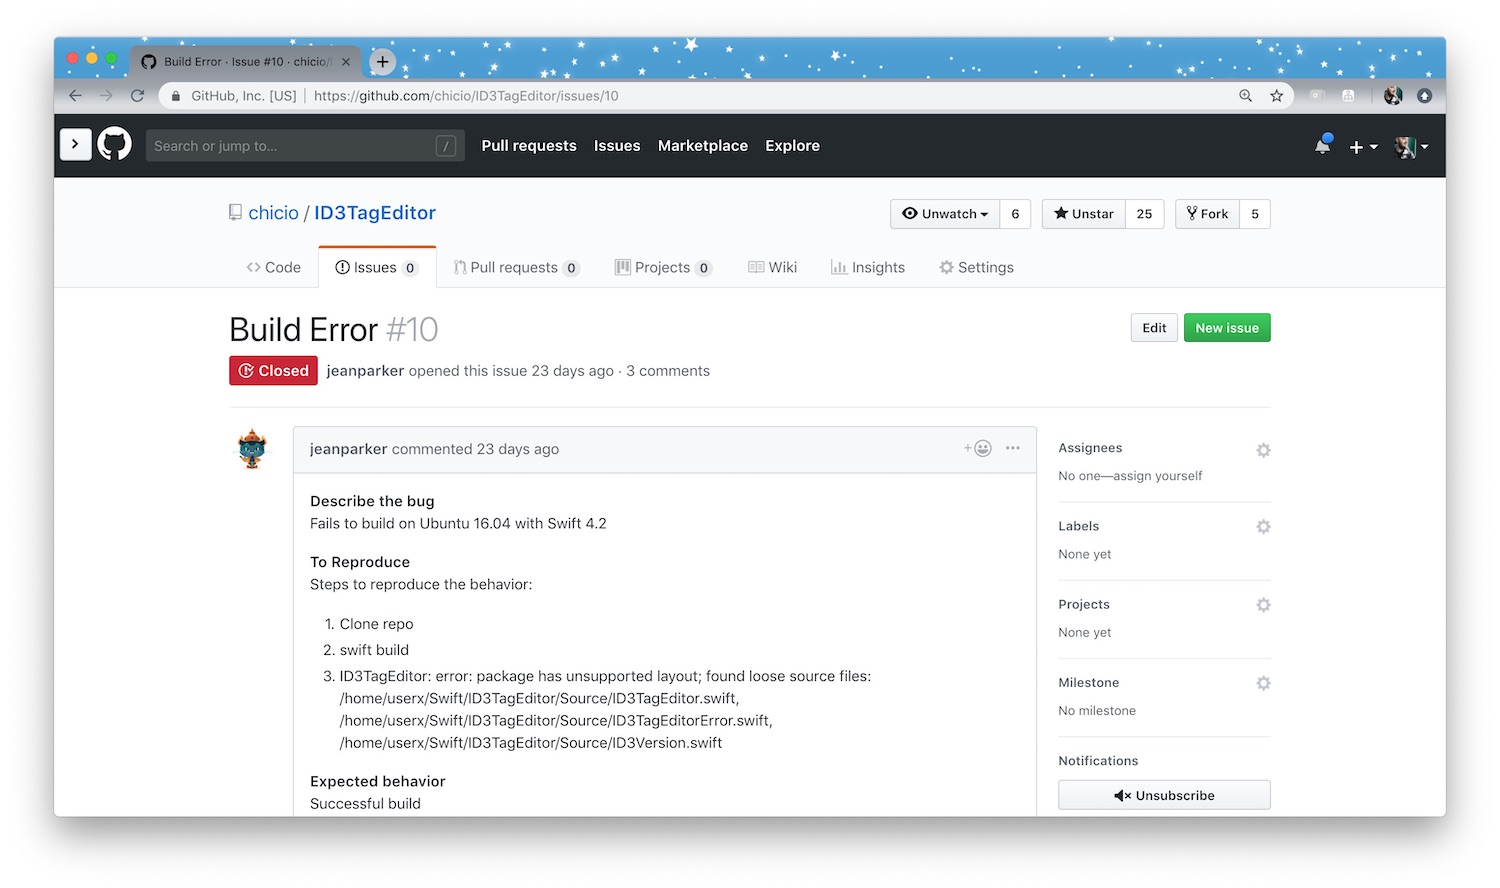 Build Error · Issue #10 · chicio/
GitHub, Inc. [US] | https://github.com/chicio/ID3TagEditor/issues/10
Search or jump to... /
Pull requests Issues Marketplace Explore
chicio / ID3TagEditor
Unwatch 6 Unstar 25 Fork 5
Code Issues 0 Pull requests 0 Projects 0 Wiki Insights Settings
Build Error #10
Edit New issue
Closed jeanparker opened this issue 23 days ago · 3 comments
jeanparker commented 23 days ago
Describe the bug
Fails to build on Ubuntu 16.04 with Swift 4.2
To Reproduce
Steps to reproduce the behavior:
1. Clone repo
2. swift build
3. ID3TagEditor: error: package has unsupported layout; found loose source files:
/home/userx/Swift/ID3TagEditor/Source/ID3TagEditor.swift,
/home/userx/Swift/ID3TagEditor/Source/ID3TagEditorError.swift,
/home/userx/Swift/ID3TagEditor/Source/ID3Version.swift
Expected behavior
Successful build
Assignees
No one—assign yourself
Labels
None yet
Projects
None yet
Milestone
No milestone
Notifications
Unsubscribe